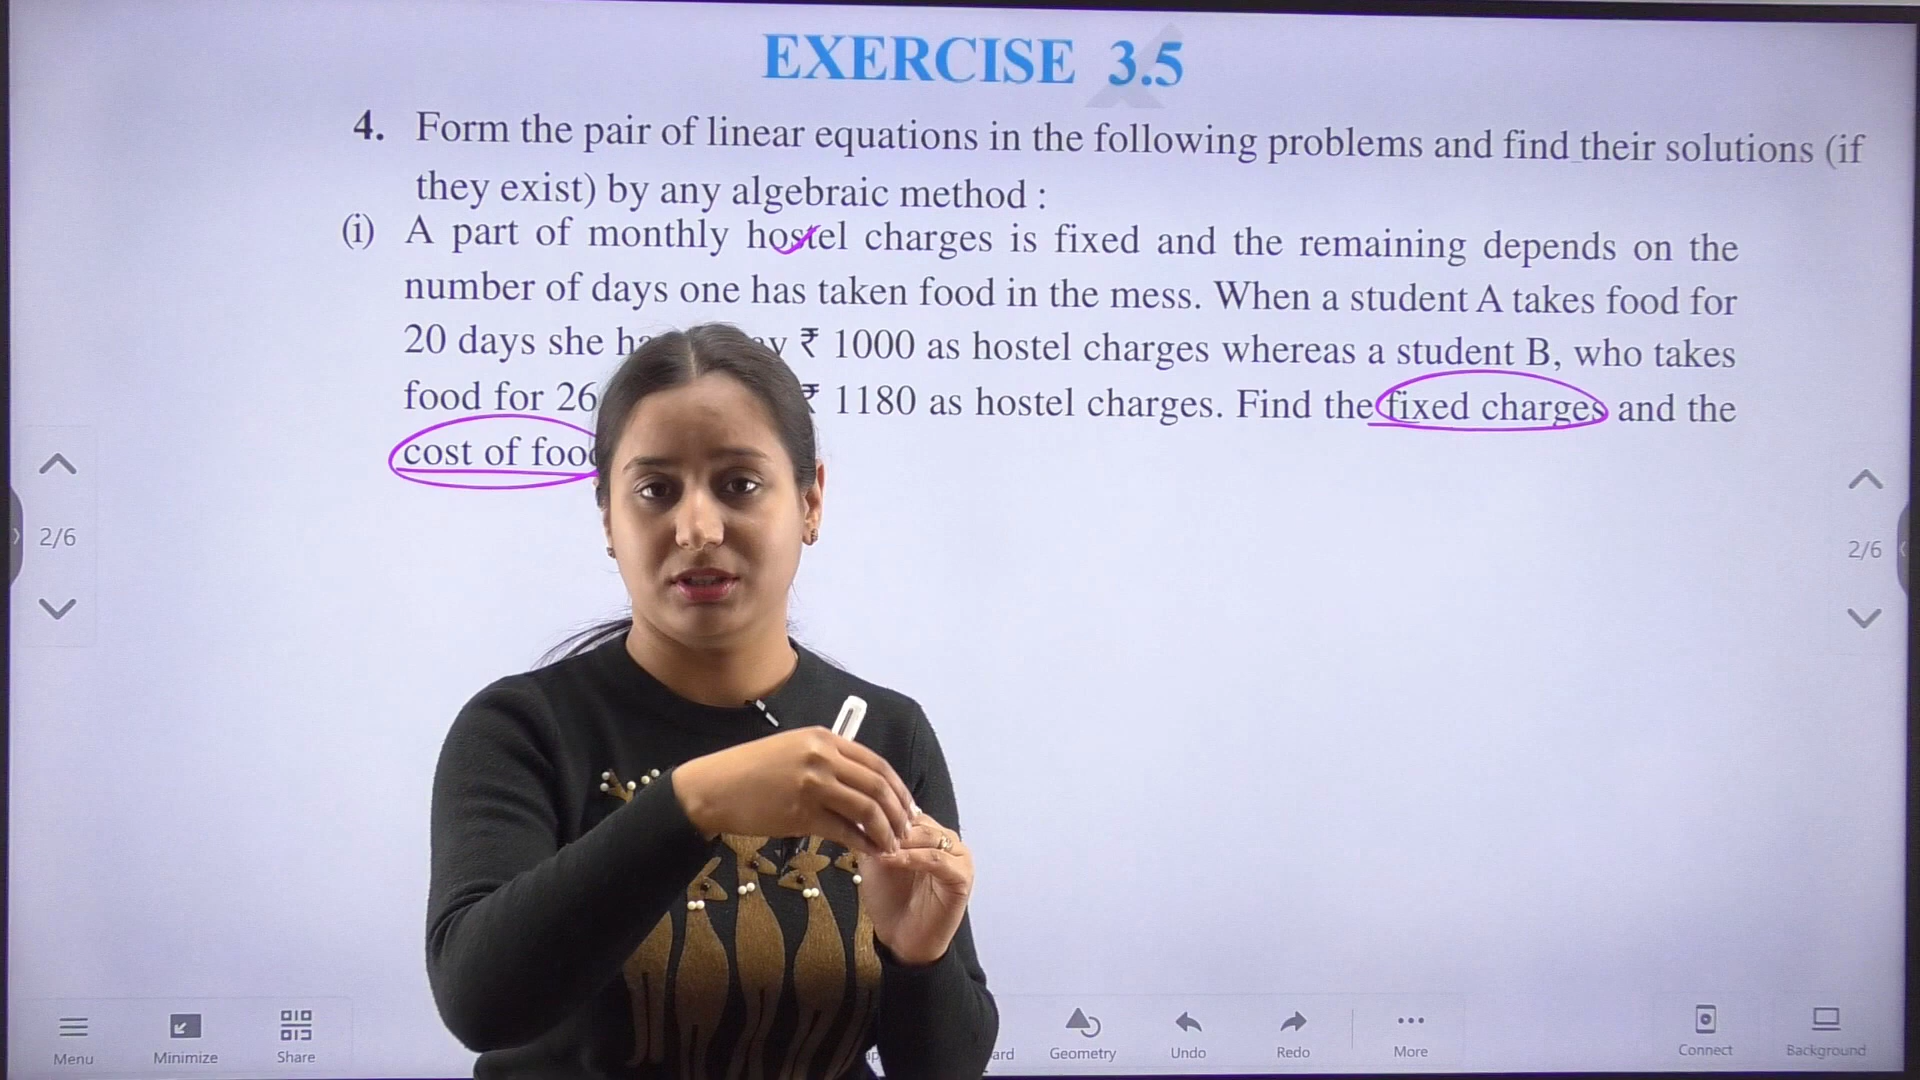 EXERCISE 3.5
4. Form the pair of linear equations in the following problems and find their solutions (if
they exist) by any algebraic method :
(i) A part of monthly hostel charges is fixed and the remaining depends on the
number of days one has taken food in the mess. When a student A takes food for
20 days she ₹ 1000 as hostel charges whereas a student B, who takes
food for 26 ₹ 1180 as hostel charges. Find the fixed charges and the
cost of
2/6
2/6
Menu Minimize Share Geometry Undo Redo More Connect Background